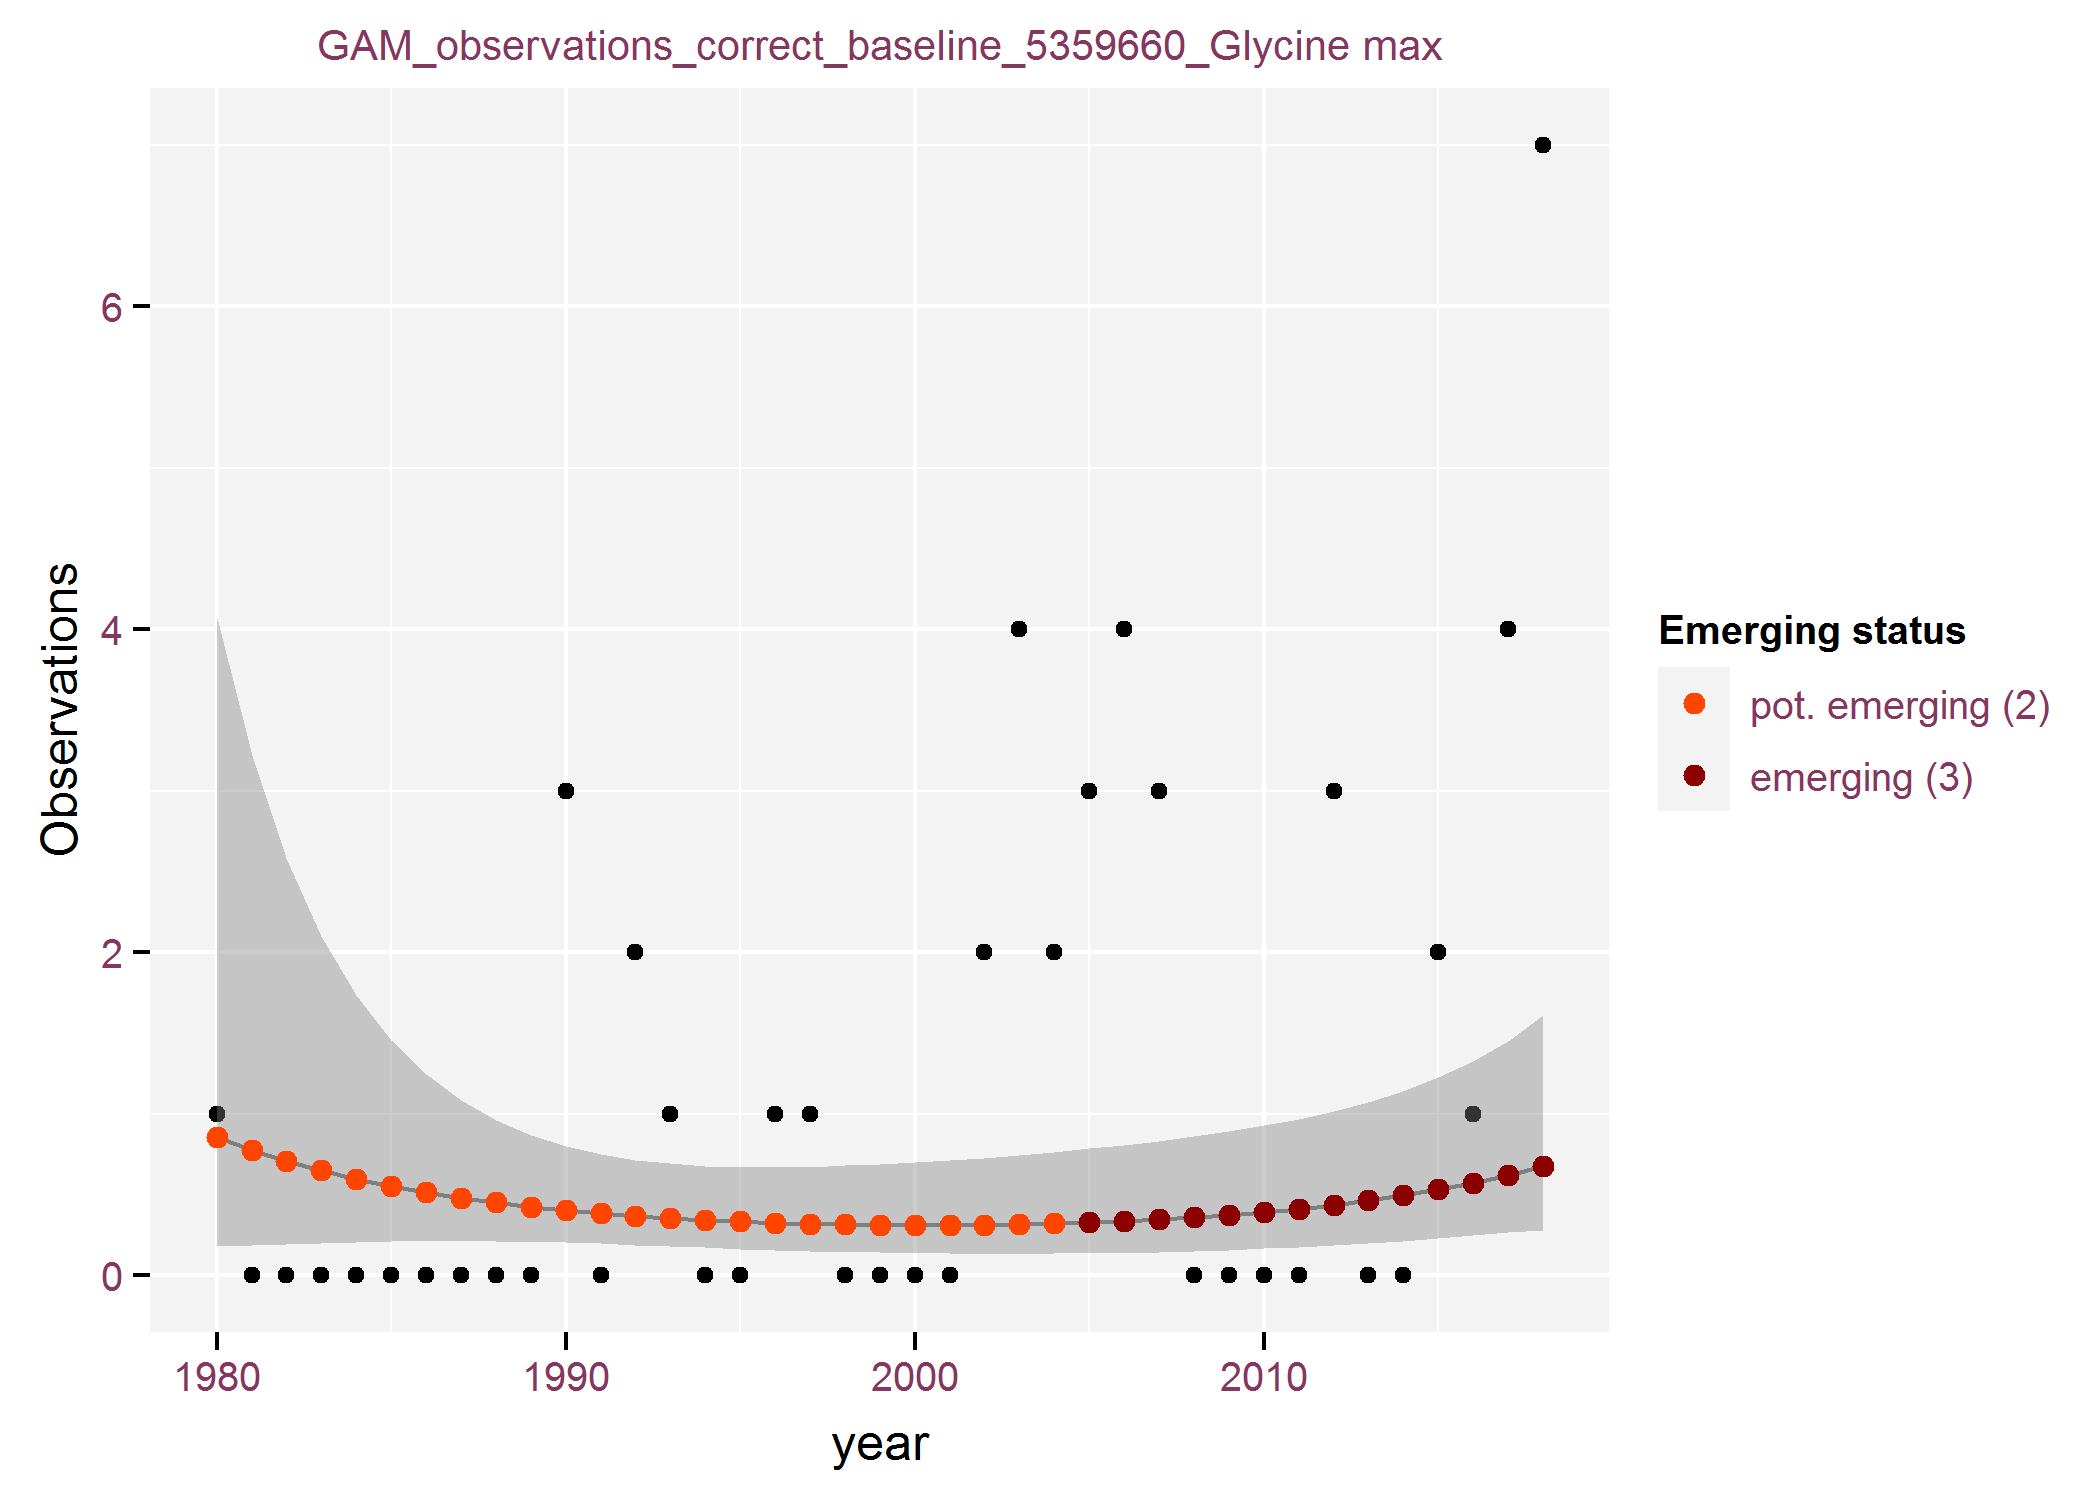 GAM_observations_correct_baseline_5359660_Glycine max
Observations
6
4
2
0
1980 1990 2000 2010
year
Emerging status
pot. emerging (2)
emerging (3)